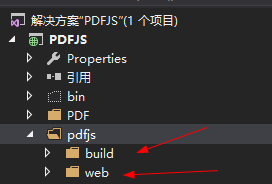 解决方案"PDFJS"(1 个项目)
PDFJS
Properties
引用
bin
PDF
pdfjs
build
web